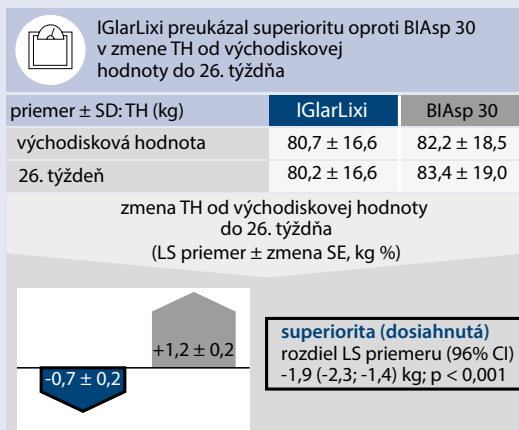 IGlarLixi preukázal superioritu oproti BIAsp 30
v zmene TH od východiskovej
hodnoty do 26. týždňa
priemer ± SD: TH (kg) IGlarLixi BIAsp 30
východisková hodnota 80,7 ± 16,6 82,2 ± 18,5
26. týždeň 80,2 ± 16,6 83,4 ± 19,0
zmena TH od východiskovej hodnoty
do 26. týždňa
(LS priemer ± zmena SE, kg %)
+1,2 ± 0,2
-0,7 ± 0,2
superiorita (dosiahnutá)
rozdiel LS priemeru (96% CI)
-1,9 (-2,3; -1,4) kg; p < 0,001